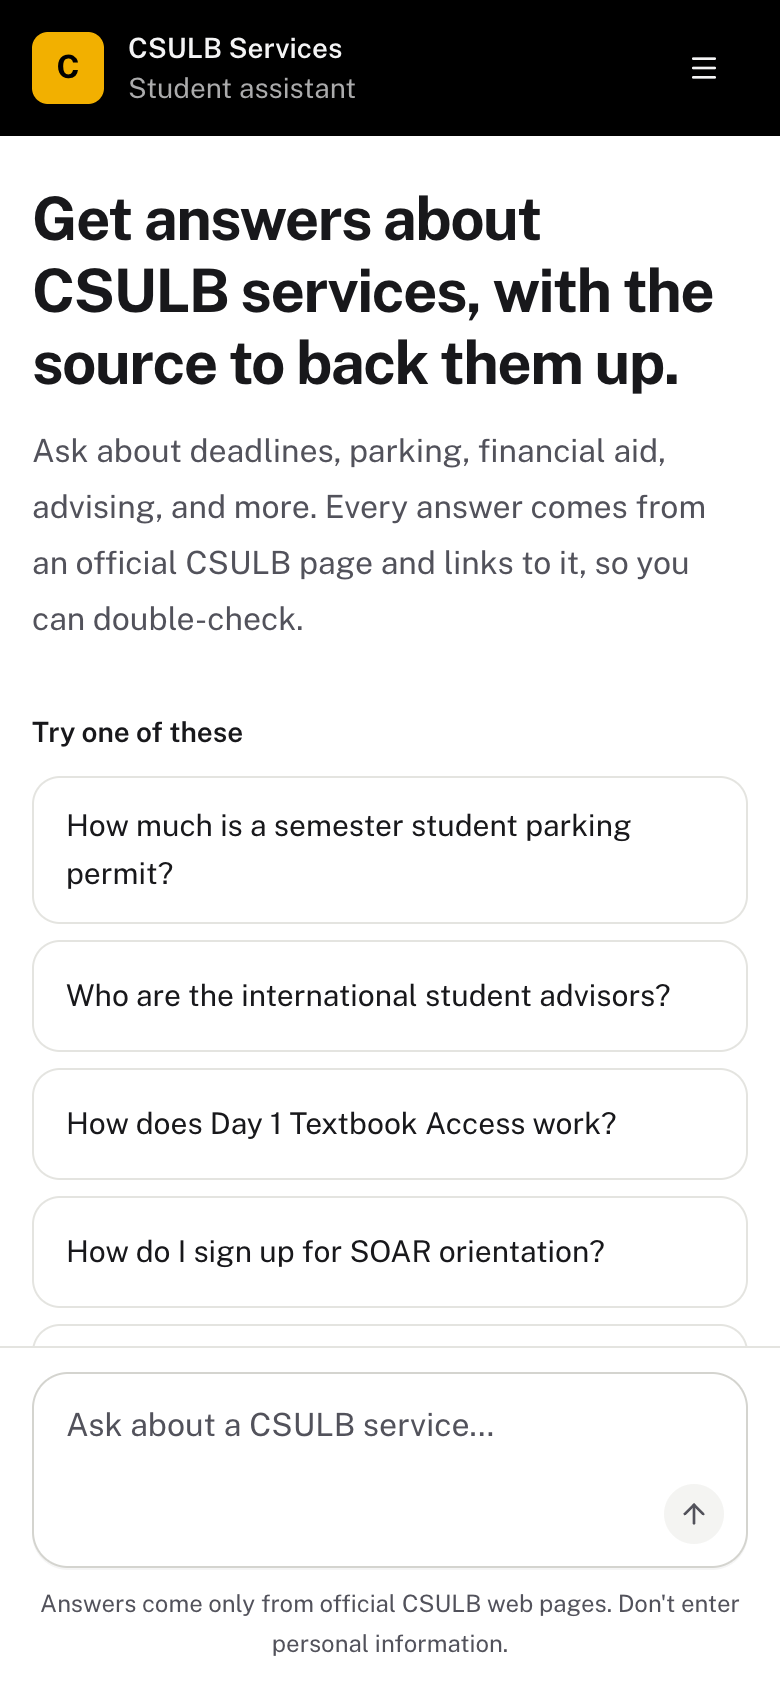 C
CSULB Services
Student assistant
Get answers about
CSULB services, with the
source to back them up.
Ask about deadlines, parking, financial aid,
advising, and more. Every answer comes from
an official CSULB page and links to it, so you
can double-check.
Try one of these
How much is a semester student parking
permit?
Who are the international student advisors?
How does Day 1 Textbook Access work?
How do I sign up for SOAR orientation?
Ask about a CSULB service...
Answers come only from official CSULB web pages. Don't enter
personal information.